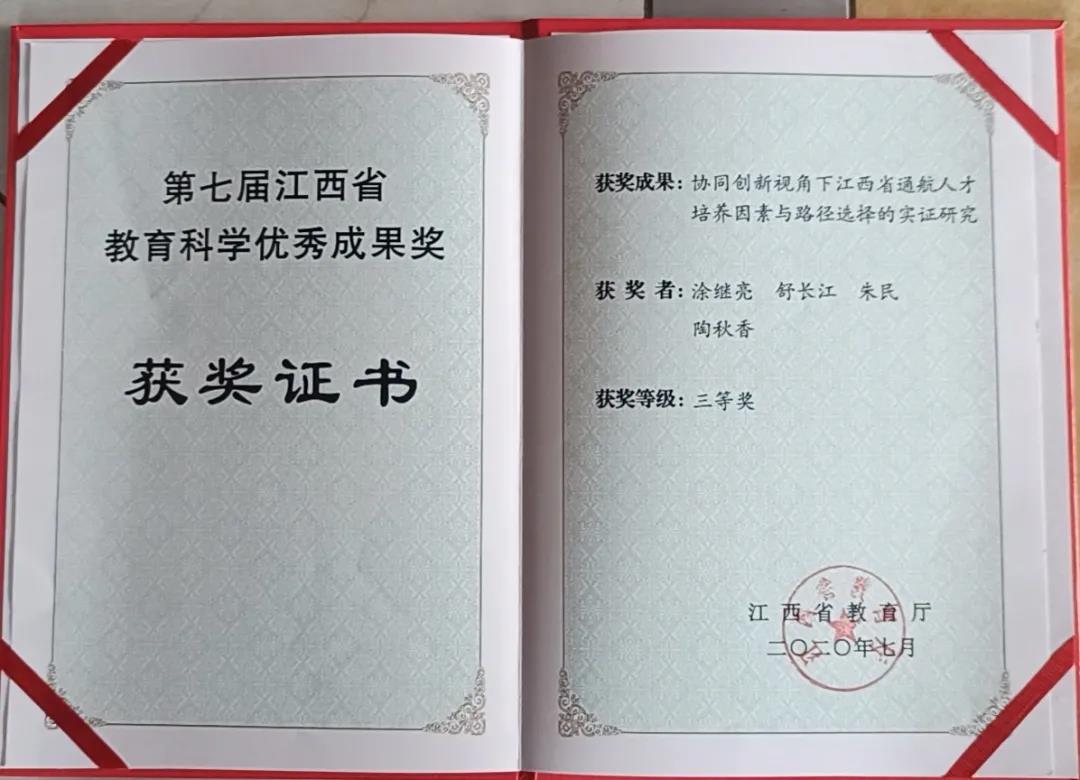 第七届江西省
教育科学优秀成果奖
获奖证书
获奖成果：协同创新视角下江西省通航人才
培养因素与路径选择的实证研究
获奖者：涂继亮 舒长江 朱民
陶秋香
获奖等级：三等奖
江西省教育厅
二〇二〇年七月